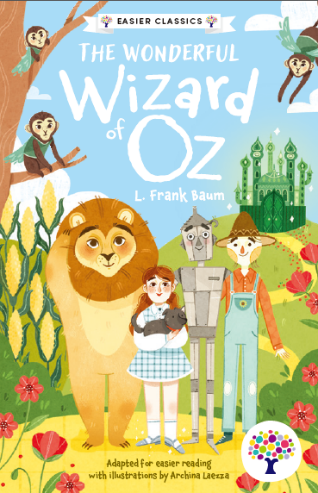 EASIER CLASSICS
THE WONDERFUL
Wizard
of Oz
L. Frank Baum
Adapted for easier reading
with illustrations by Archina Laezza